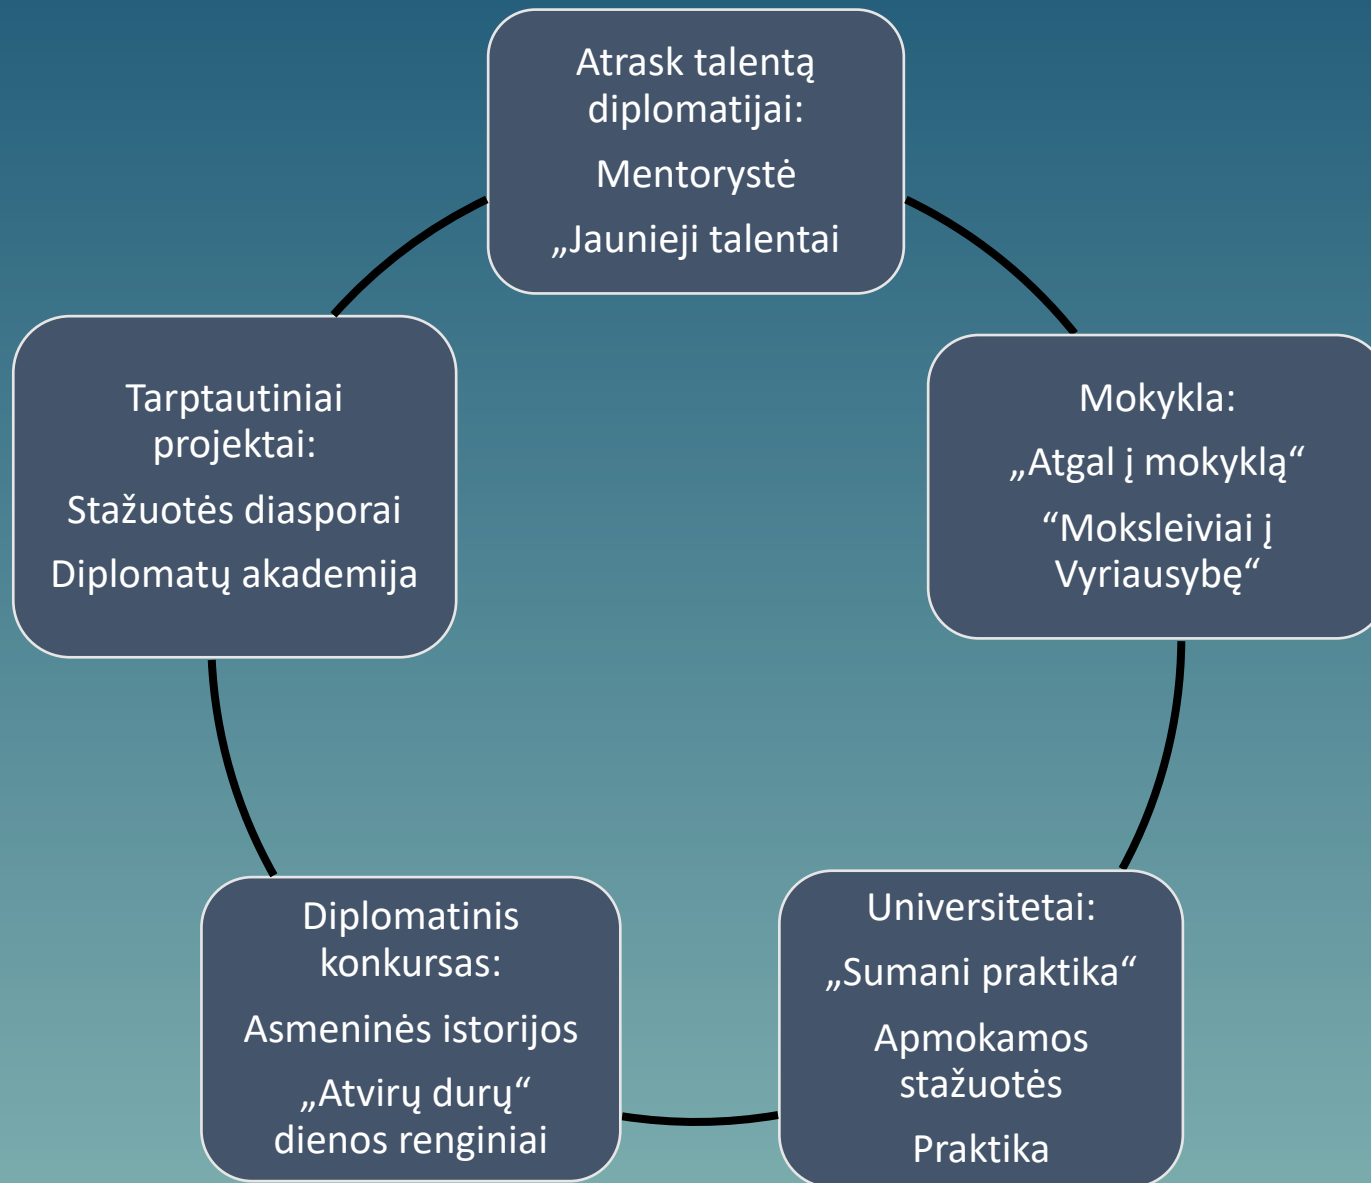 Atrask talentą
diplomatijai:
Mentorystė
„Jaunieji talentai
Mokykla:
„Atgal į mokyklą“
“Moksleiviai į
Vyriausybę“
Universitetai:
„Sumani praktika“
Apmokamos
stažuotės
Praktika
Diplomatinis
konkursas:
Asmeninės istorijos
„Atvirų durų“
dienos renginiai
Tarptautiniai
projektai:
Stažuotės diasporai
Diplomatų akademija